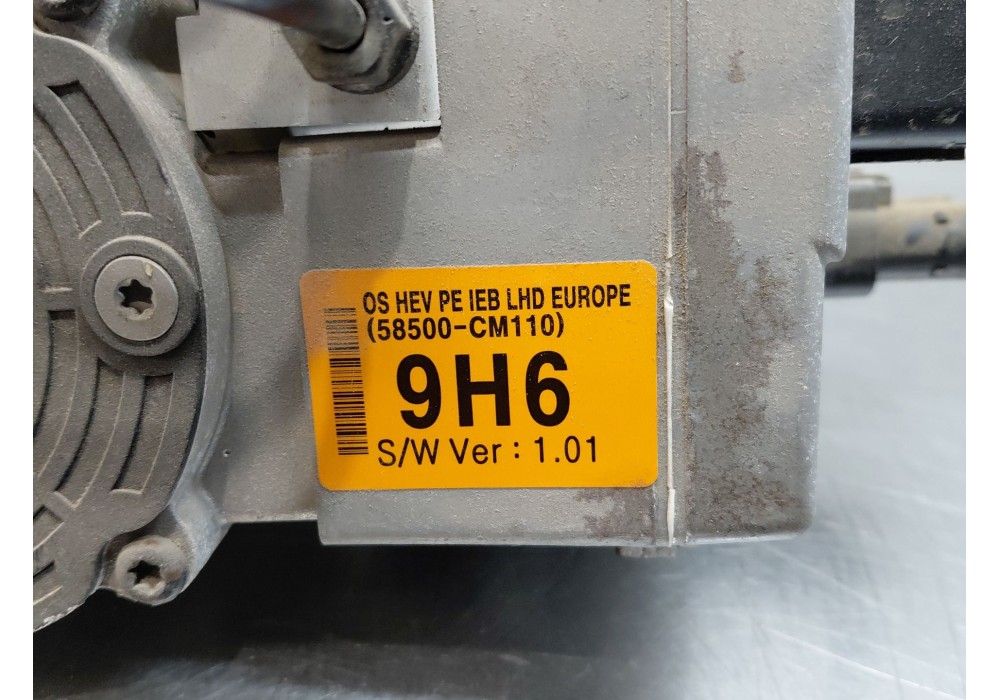 OS HEV PE IEB LHD EUROPE
(58500-CM110)
9H6
S/W Ver : 1.01